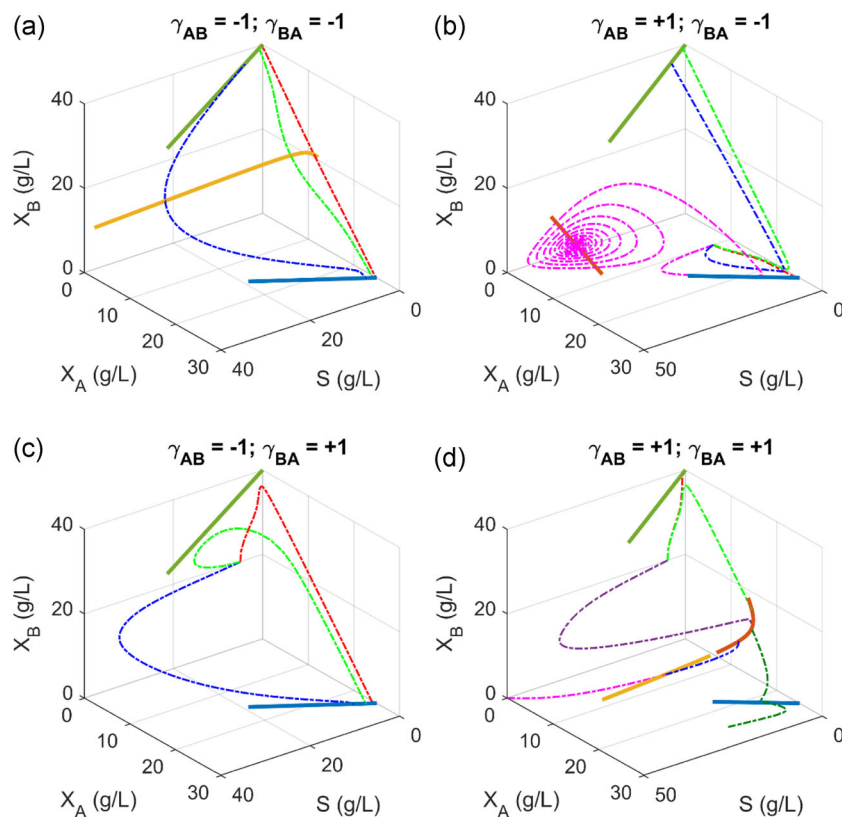 (a)
γAB = -1; γBA = -1
XB (g/L)
40
20
0
0
10
20
30
XA (g/L)
40
20
0
S (g/L)
(b)
γAB = +1; γBA = -1
XB (g/L)
40
20
0
0
10
20
30
XA (g/L)
50
0
S (g/L)
(c)
γAB = -1; γBA = +1
XB (g/L)
40
20
0
0
10
20
30
XA (g/L)
40
20
0
S (g/L)
(d)
γAB = +1; γBA = +1
XB (g/L)
40
20
0
0
10
20
30
XA (g/L)
50
0
S (g/L)